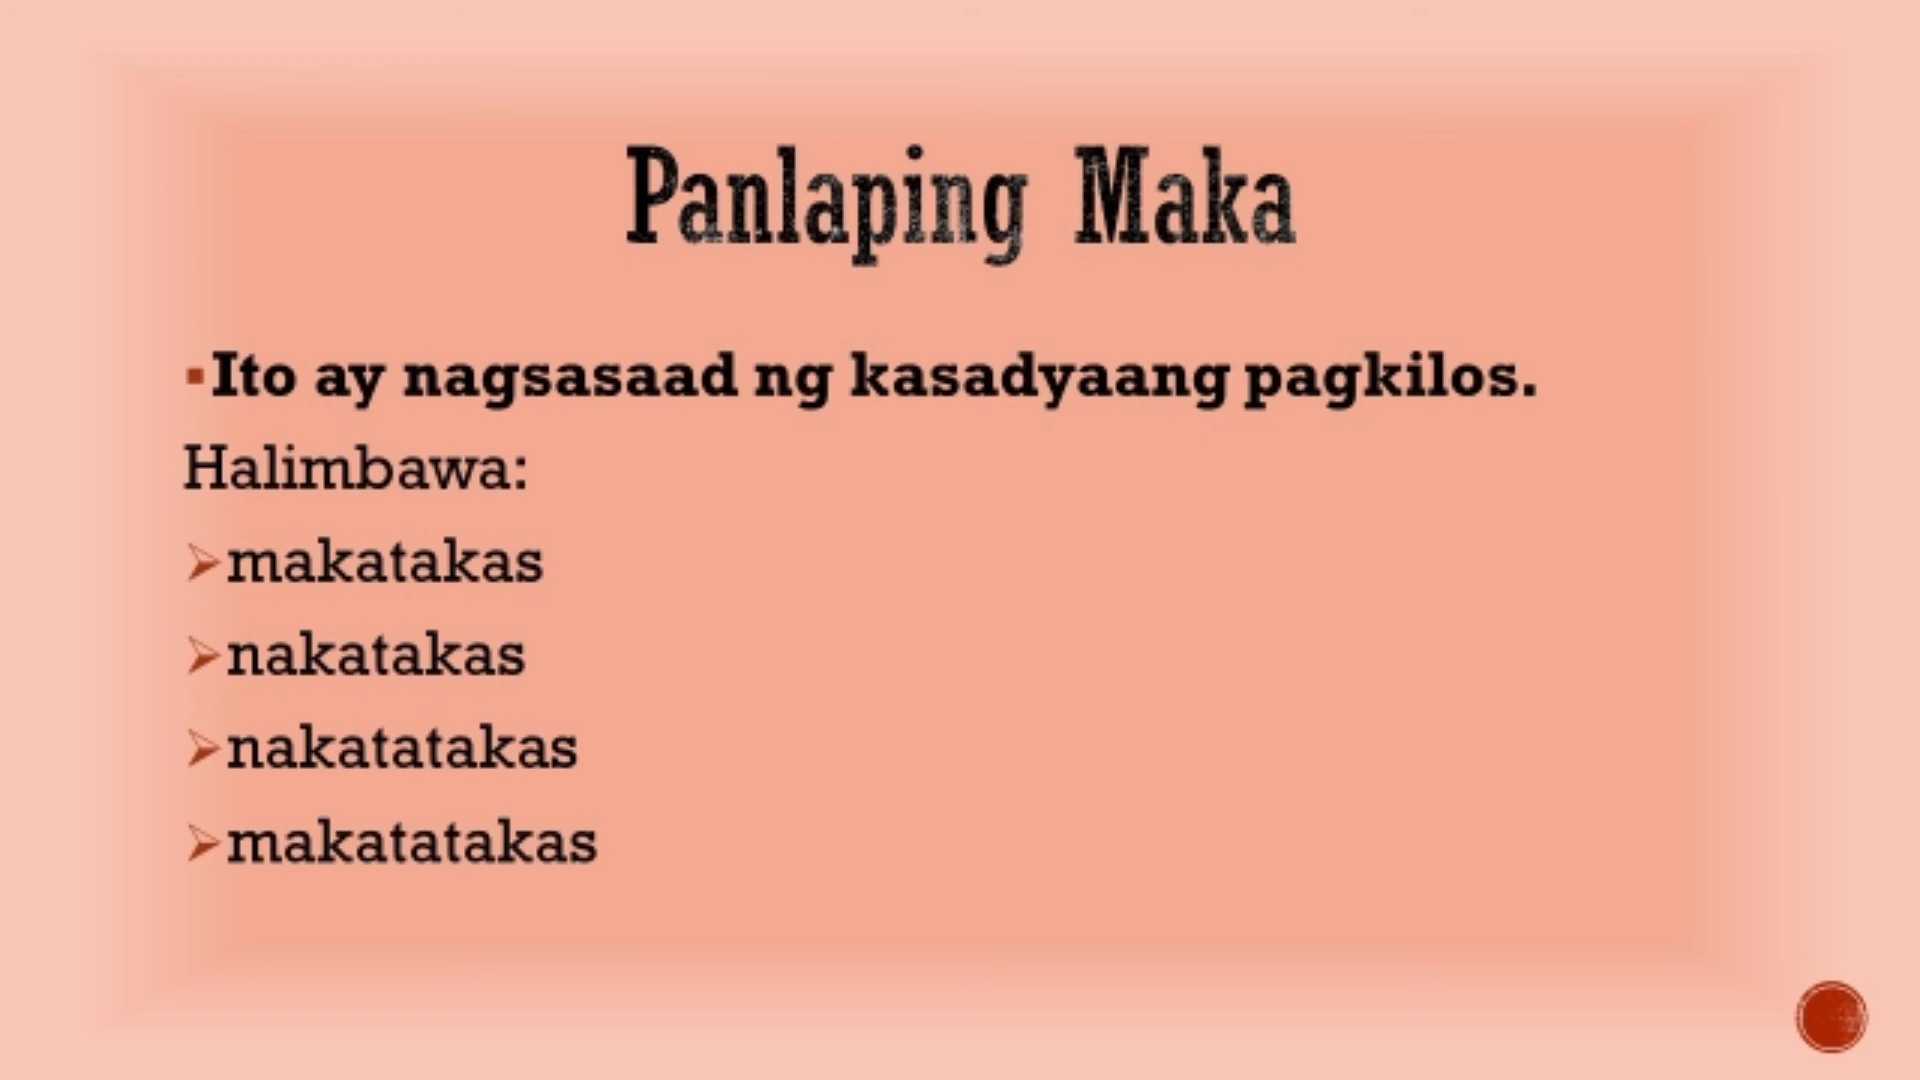 Panlaping Maka
▪Ito ay nagsasaad ng kasadyaang pagkilos.
Halimbawa:
➢makatakas
➢nakatakas
➢nakatatakas
➢makatatakas